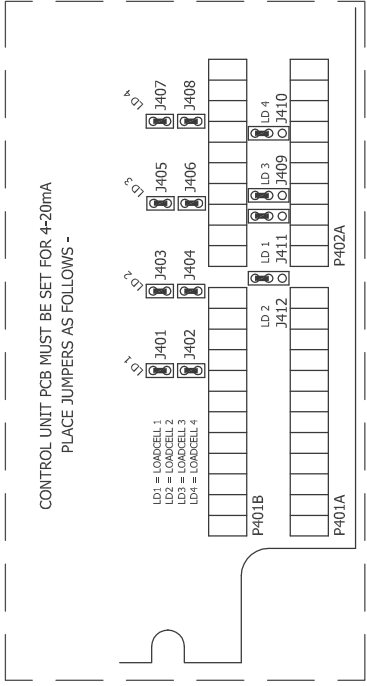 CONTROL UNIT PCB MUST BE SET FOR 4-20mA
PLACE JUMPERS AS FOLLOWS -
LD 1
LD 2
LD 3
LD 4
J401
J403
J405
J407
J402
J404
J406
J408
LD1 = LOADCELL 1
LD2 = LOADCELL 2
LD3 = LOADCELL 3
LD4 = LOADCELL 4
P401B
LD 2
J412
LD 1
J411
LD 3
J409
LD 4
J410
P401A
P402A